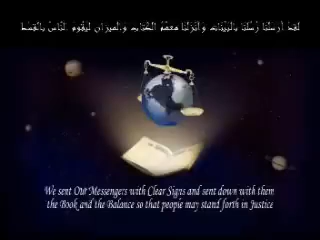 لقد أرسلنا رسلنا بالبينات وأنزلنا معهم الكتاب والميزان ليقوم الناس بالقسط
We sent Our Messengers with Clear Signs and sent down with them
the Book and the Balance so that people may stand forth in Justice